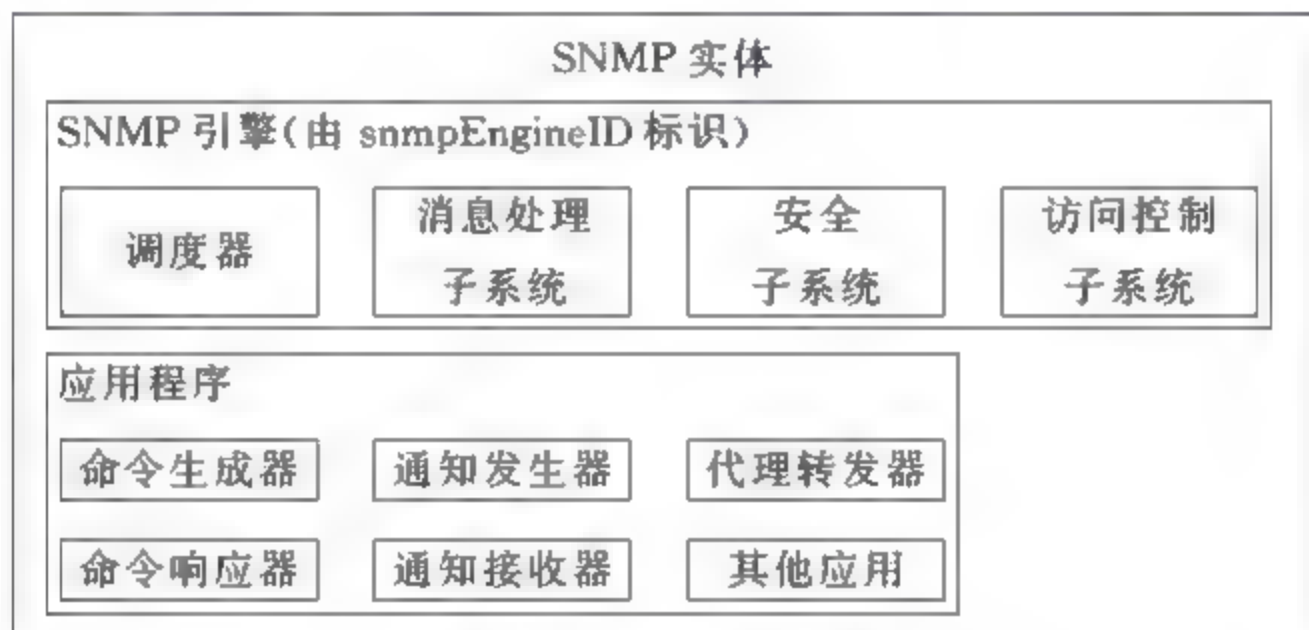 SNMP 实体
SNMP 引擎(由 snmpEngineID 标识)
调度器
消息处理
子系统
安全
子系统
访问控制
子系统
应用程序
命令生成器
通知发生器
代理转发器
命令响应器
通知接收器
其他应用